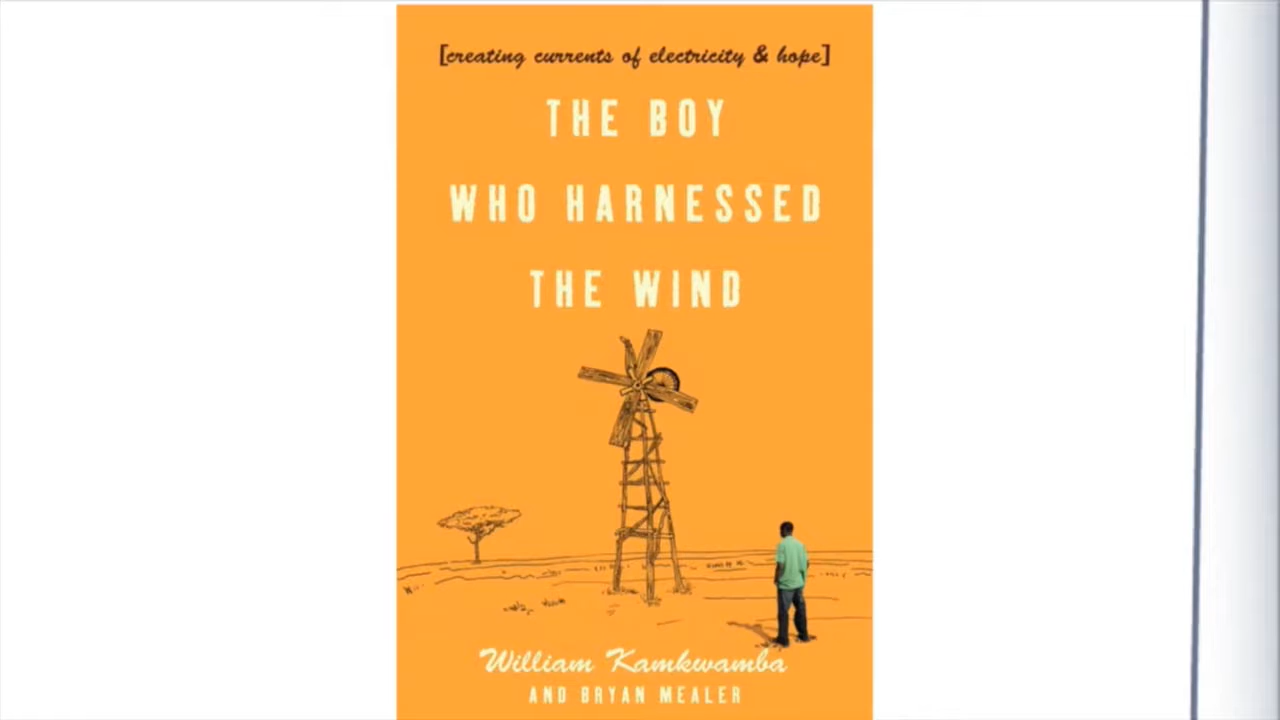 [creating currents of electricity & hope]
THE BOY
WHO HARNESSED
THE WIND
William Kamkwamba
AND BRYAN MEALER